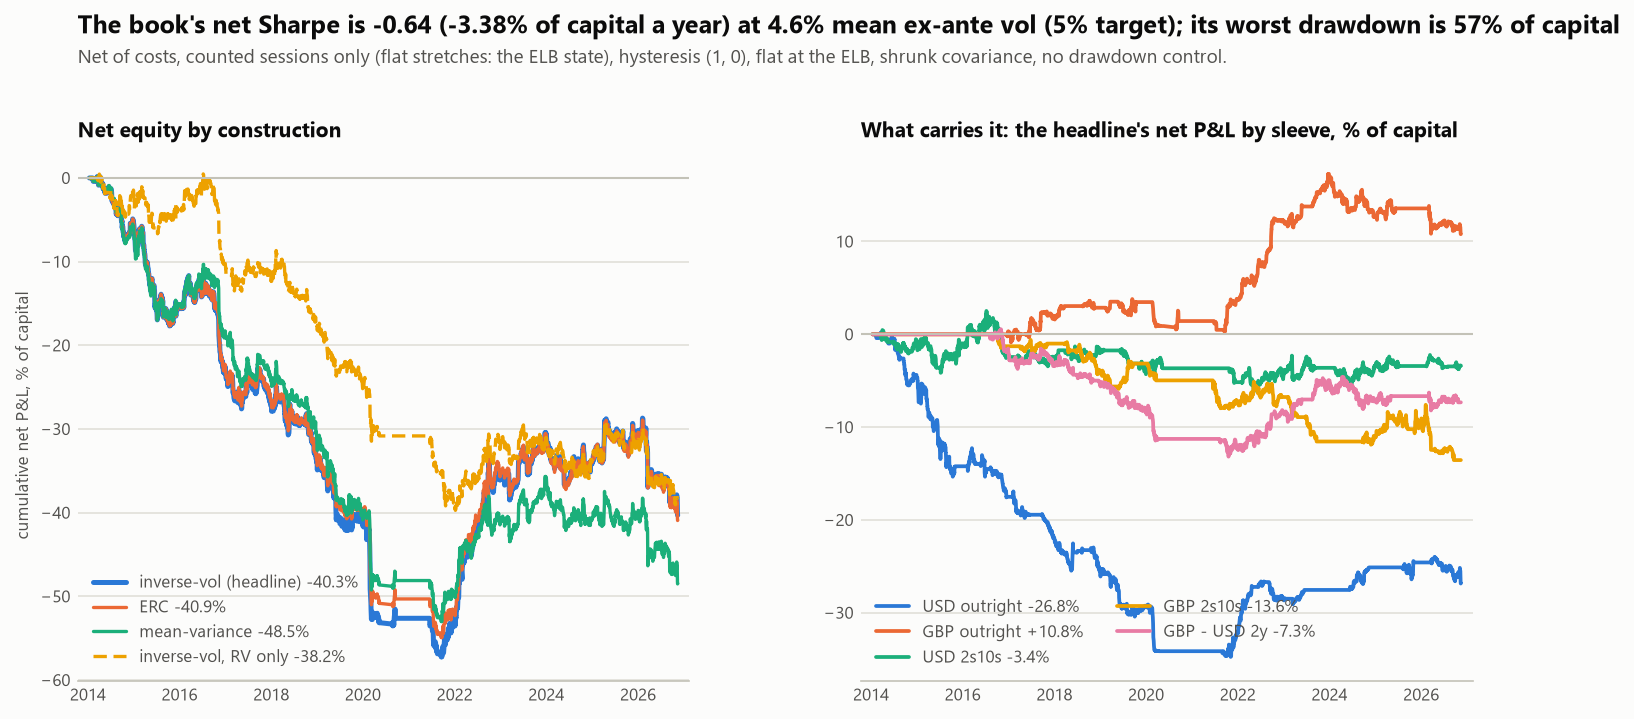 The book's net Sharpe is -0.64 (-3.38% of capital a year) at 4.6% mean ex-ante vol (5% target); its worst drawdown is 57% of capital
Net of costs, counted sessions only (flat stretches: the ELB state), hysteresis (1, 0), flat at the ELB, shrunk covariance, no drawdown control.
Net equity by construction
cumulative net P&L, % of capital
0
−10
−20
−30
−40
−50
−60
2014
2016
2018
2020
2022
2024
2026
inverse-vol (headline) -40.3%
ERC -40.9%
mean-variance -48.5%
inverse-vol, RV only -38.2%
What carries it: the headline's net P&L by sleeve, % of capital
10
0
−10
−20
−30
2014
2016
2018
2020
2022
2024
2026
USD outright -26.8%
GBP outright +10.8%
USD 2s10s -3.4%
GBP 2s10s -13.6%
GBP - USD 2y -7.3%